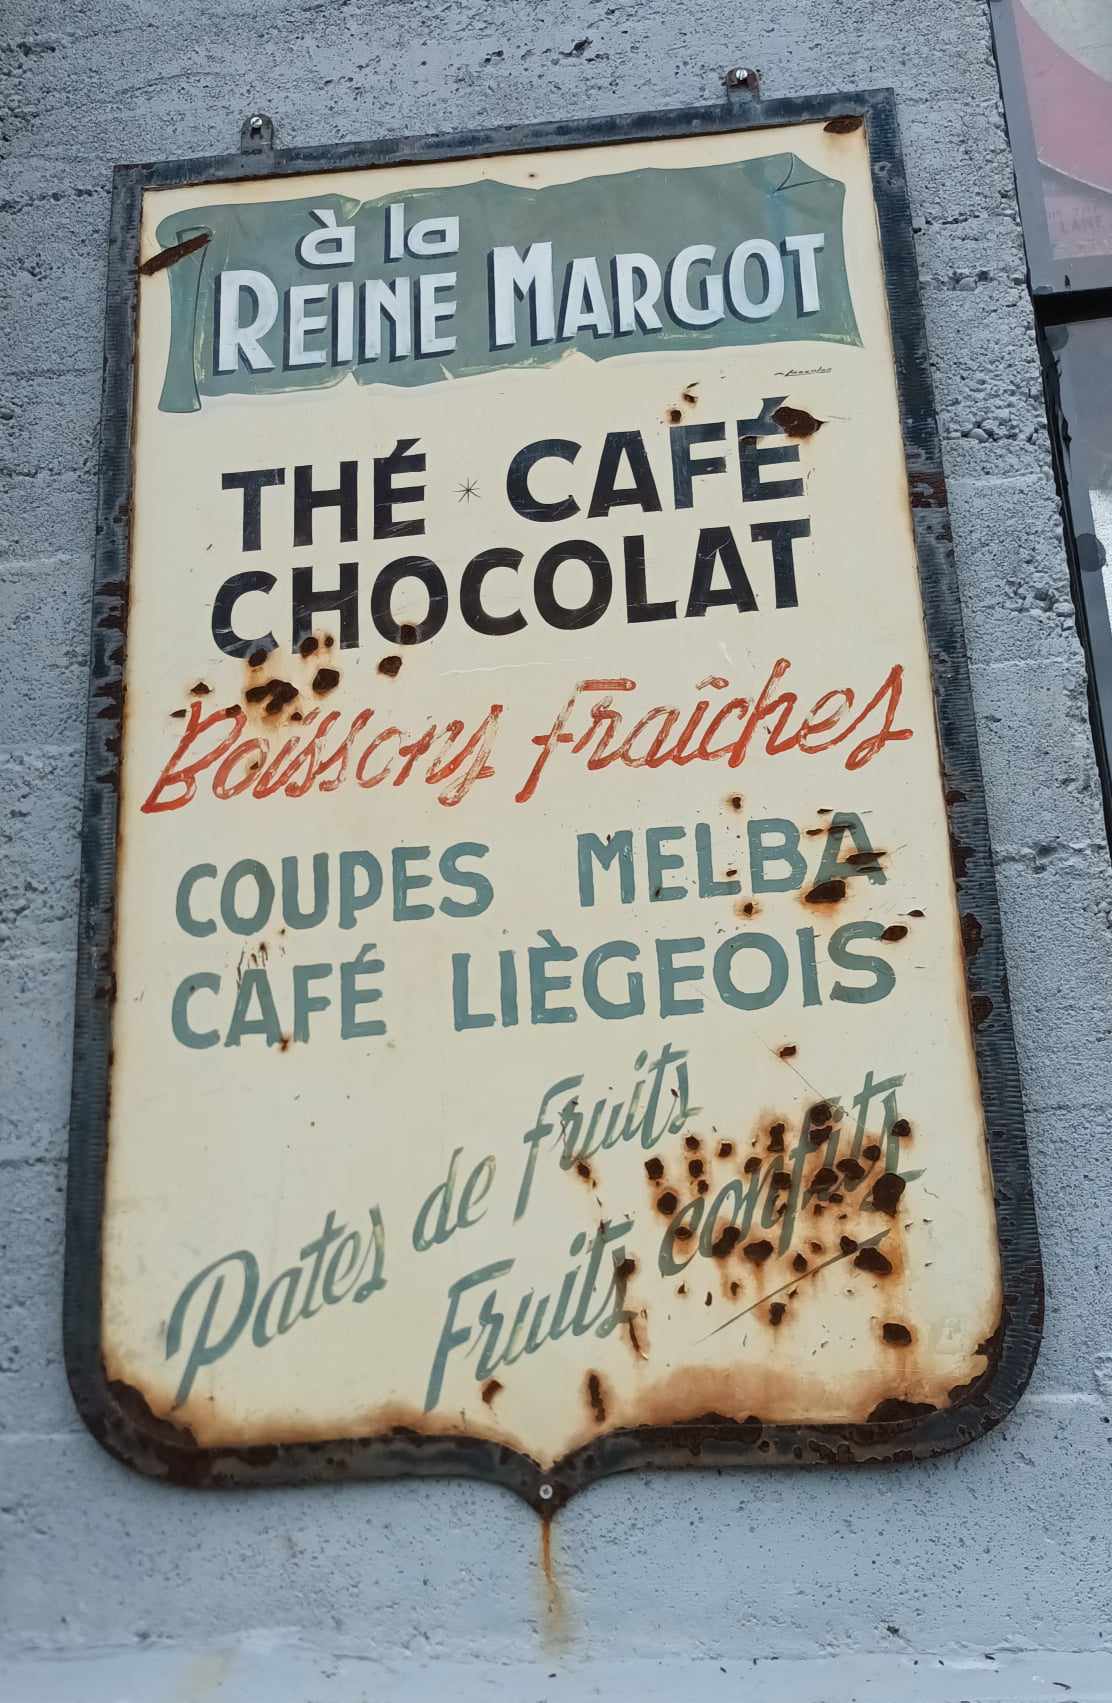 à la
REINE MARGOT
THÉ * CAFÉ
CHOCOLAT
Boissons fraîches
COUPES MELBA
CAFÉ LIÈGEOIS
Pates de fruits
Fruits confits